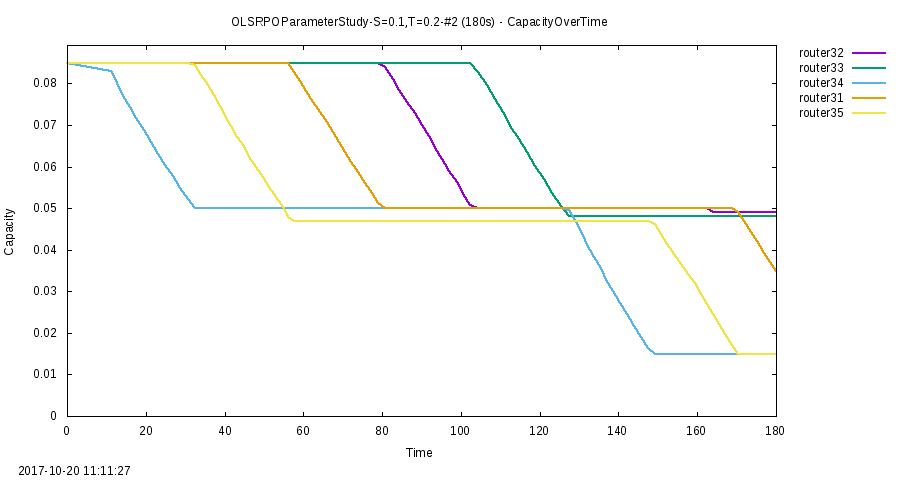 OLSRPOParameterStudy-S=0.1,T=0.2-#2 (180s) - CapacityOverTime
router32
router33
router34
router31
router35
0.08
0.07
0.06
0.05
0.04
0.03
0.02
0.01
0
Capacity
0 20 40 60 80 100 120 140 160 180
Time
2017-10-20 11:11:27